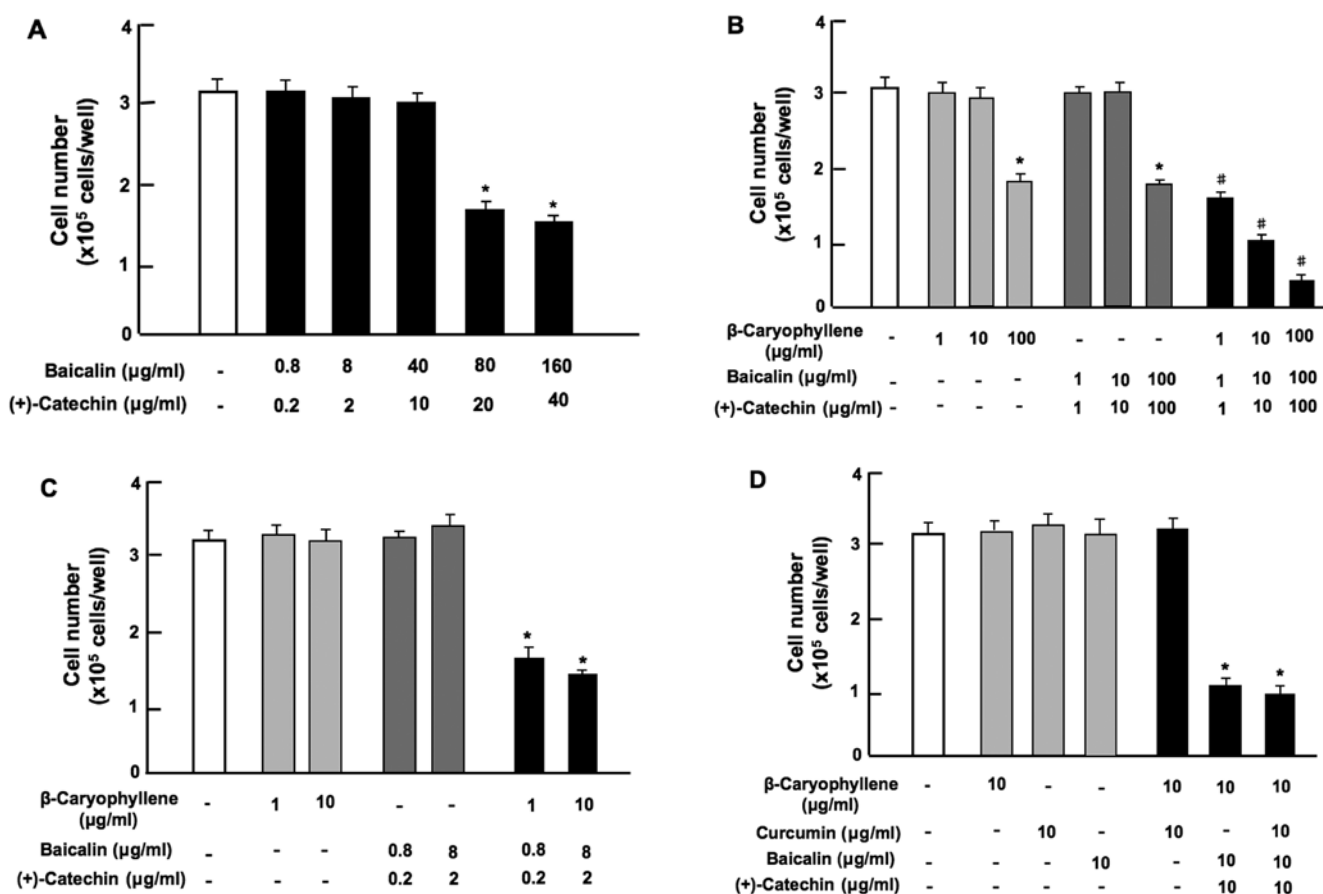 A
4
3
2
1
0
Cell number
(x10⁵ cells/well)
* *
Baicalin (µg/ml) - 0.8 8 40 80 160
(+)-Catechin (µg/ml) - 0.2 2 10 20 40
B
4
3
2
1
0
Cell number
(x10⁵ cells/well)
* * # # #
β-Caryophyllene
(µg/ml) - 1 10 100 - - - 1 10 100
Baicalin (µg/ml) - - - - 1 10 100 1 10 100
(+)-Catechin (µg/ml) - - - - 1 10 100 1 10 100
C
4
3
2
1
0
Cell number
(x10⁵ cells/well)
* *
β-Caryophyllene
(µg/ml) - 1 10 - - 1 10
Baicalin (µg/ml) - - - 0.8 8 0.8 8
(+)-Catechin (µg/ml) - - - 0.2 2 0.2 2
D
4
3
2
1
0
Cell number
(x10⁵ cells/well)
* *
β-Caryophyllene
(µg/ml) - 10 - - 10 10 10
Curcumin (µg/ml) - - 10 - 10 - 10
Baicalin (µg/ml) - - - 10 - 10 10
(+)-Catechin (µg/ml) - - - - - 10 10